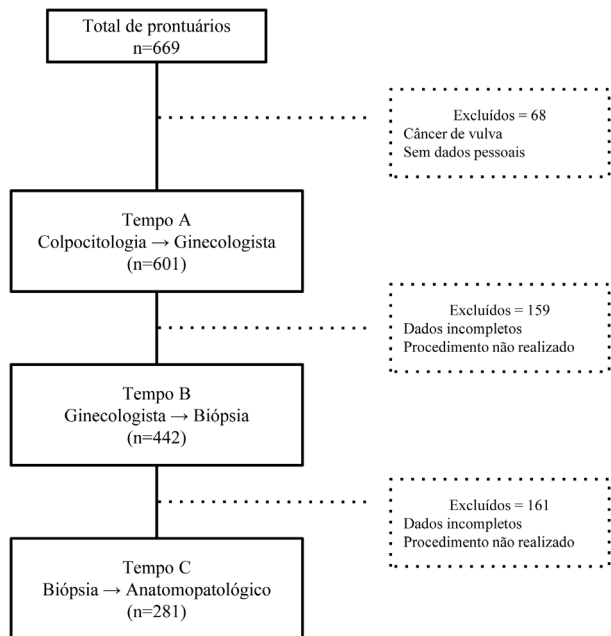 Total de prontuários
n=669
Excluídos = 68
Câncer de vulva
Sem dados pessoais
Tempo A
Colpocitologia → Ginecologista
(n=601)
Excluídos = 159
Dados incompletos
Procedimento não realizado
Tempo B
Ginecologista → Biópsia
(n=442)
Excluídos = 161
Dados incompletos
Procedimento não realizado
Tempo C
Biópsia → Anatomopatológico
(n=281)